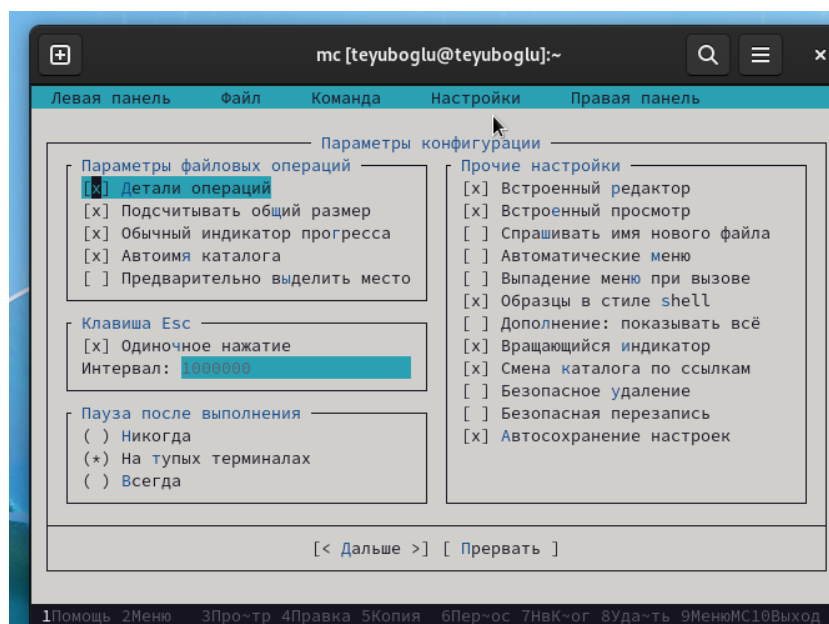 mc [teyuboglu@teyuboglu]:~
Левая панель Файл Команда Настройки Правая панель
Параметры конфигурации
Параметры файловых операций
[x] Детали операций
[x] Подсчитывать общий размер
[x] Обычный индикатор прогресса
[x] Автоимя каталога
[ ] Предварительно выделить место
Клавиша Esc
[x] Одиночное нажатие
Интервал: 1000000
Пауза после выполнения
( ) Никогда
(*) На тупых терминалах
( ) Всегда
Прочие настройки
[x] Встроенный редактор
[x] Встроенный просмотр
[ ] Спрашивать имя нового файла
[ ] Автоматические меню
[ ] Выпадение меню при вызове
[x] Образцы в стиле shell
[ ] Дополнение: показывать всё
[x] Вращающийся индикатор
[x] Смена каталога по ссылкам
[ ] Безопасное удаление
[ ] Безопасная перезапись
[x] Автосохранение настроек
[< Дальше >] [ Прервать ]
1Помощь 2Меню 3Про~тр 4Правка 5Копия 6Пер~ос 7НвК~ог 8Уда~ть 9МенюMC10Выход